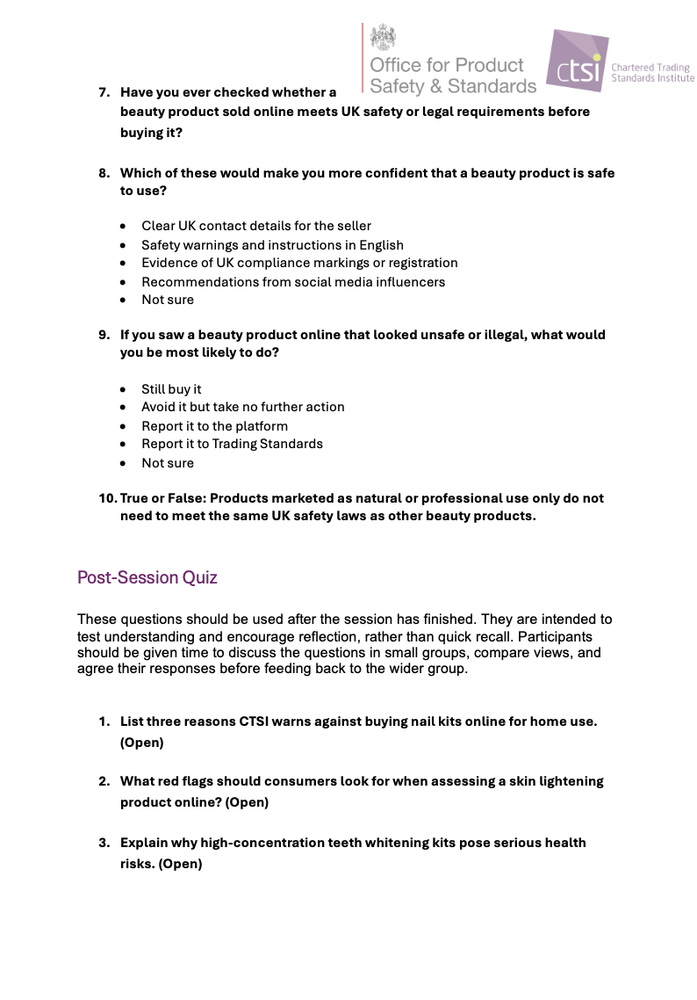 Office for Product
Safety & Standards
ctsi
Chartered Trading
Standards Institute
7. Have you ever checked whether a
beauty product sold online meets UK safety or legal requirements before
buying it?
8. Which of these would make you more confident that a beauty product is safe
to use?
• Clear UK contact details for the seller
• Safety warnings and instructions in English
• Evidence of UK compliance markings or registration
• Recommendations from social media influencers
• Not sure
9. If you saw a beauty product online that looked unsafe or illegal, what would
you be most likely to do?
• Still buy it
• Avoid it but take no further action
• Report it to the platform
• Report it to Trading Standards
• Not sure
10. True or False: Products marketed as natural or professional use only do not
need to meet the same UK safety laws as other beauty products.
Post-Session Quiz
These questions should be used after the session has finished. They are intended to
test understanding and encourage reflection, rather than quick recall. Participants
should be given time to discuss the questions in small groups, compare views, and
agree their responses before feeding back to the wider group.
1. List three reasons CTSI warns against buying nail kits online for home use.
(Open)
2. What red flags should consumers look for when assessing a skin lightening
product online? (Open)
3. Explain why high-concentration teeth whitening kits pose serious health
risks. (Open)